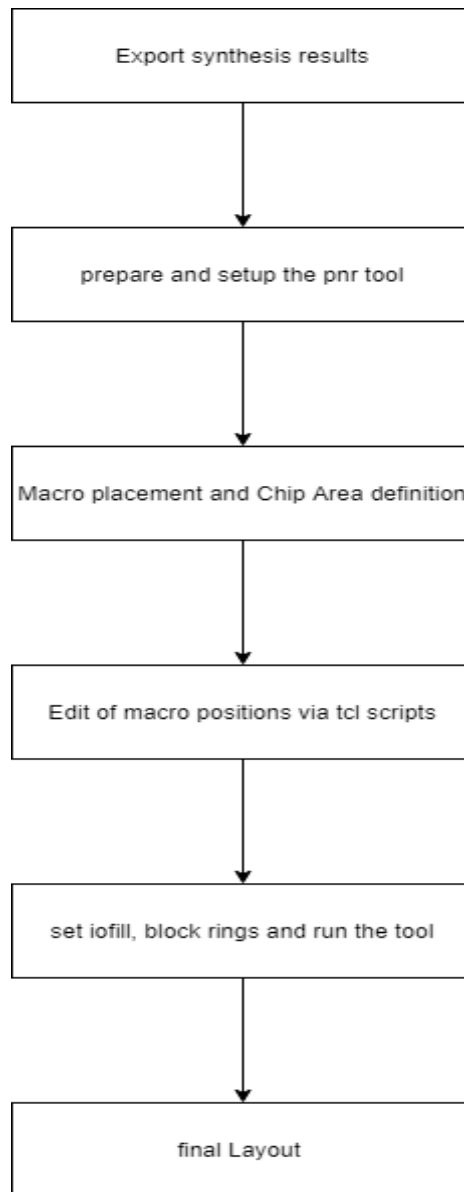 Export synthesis results
prepare and setup the pnr tool
Macro placement and Chip Area definition
Edit of macro positions via tcl scripts
set iofill, block rings and run the tool
final Layout